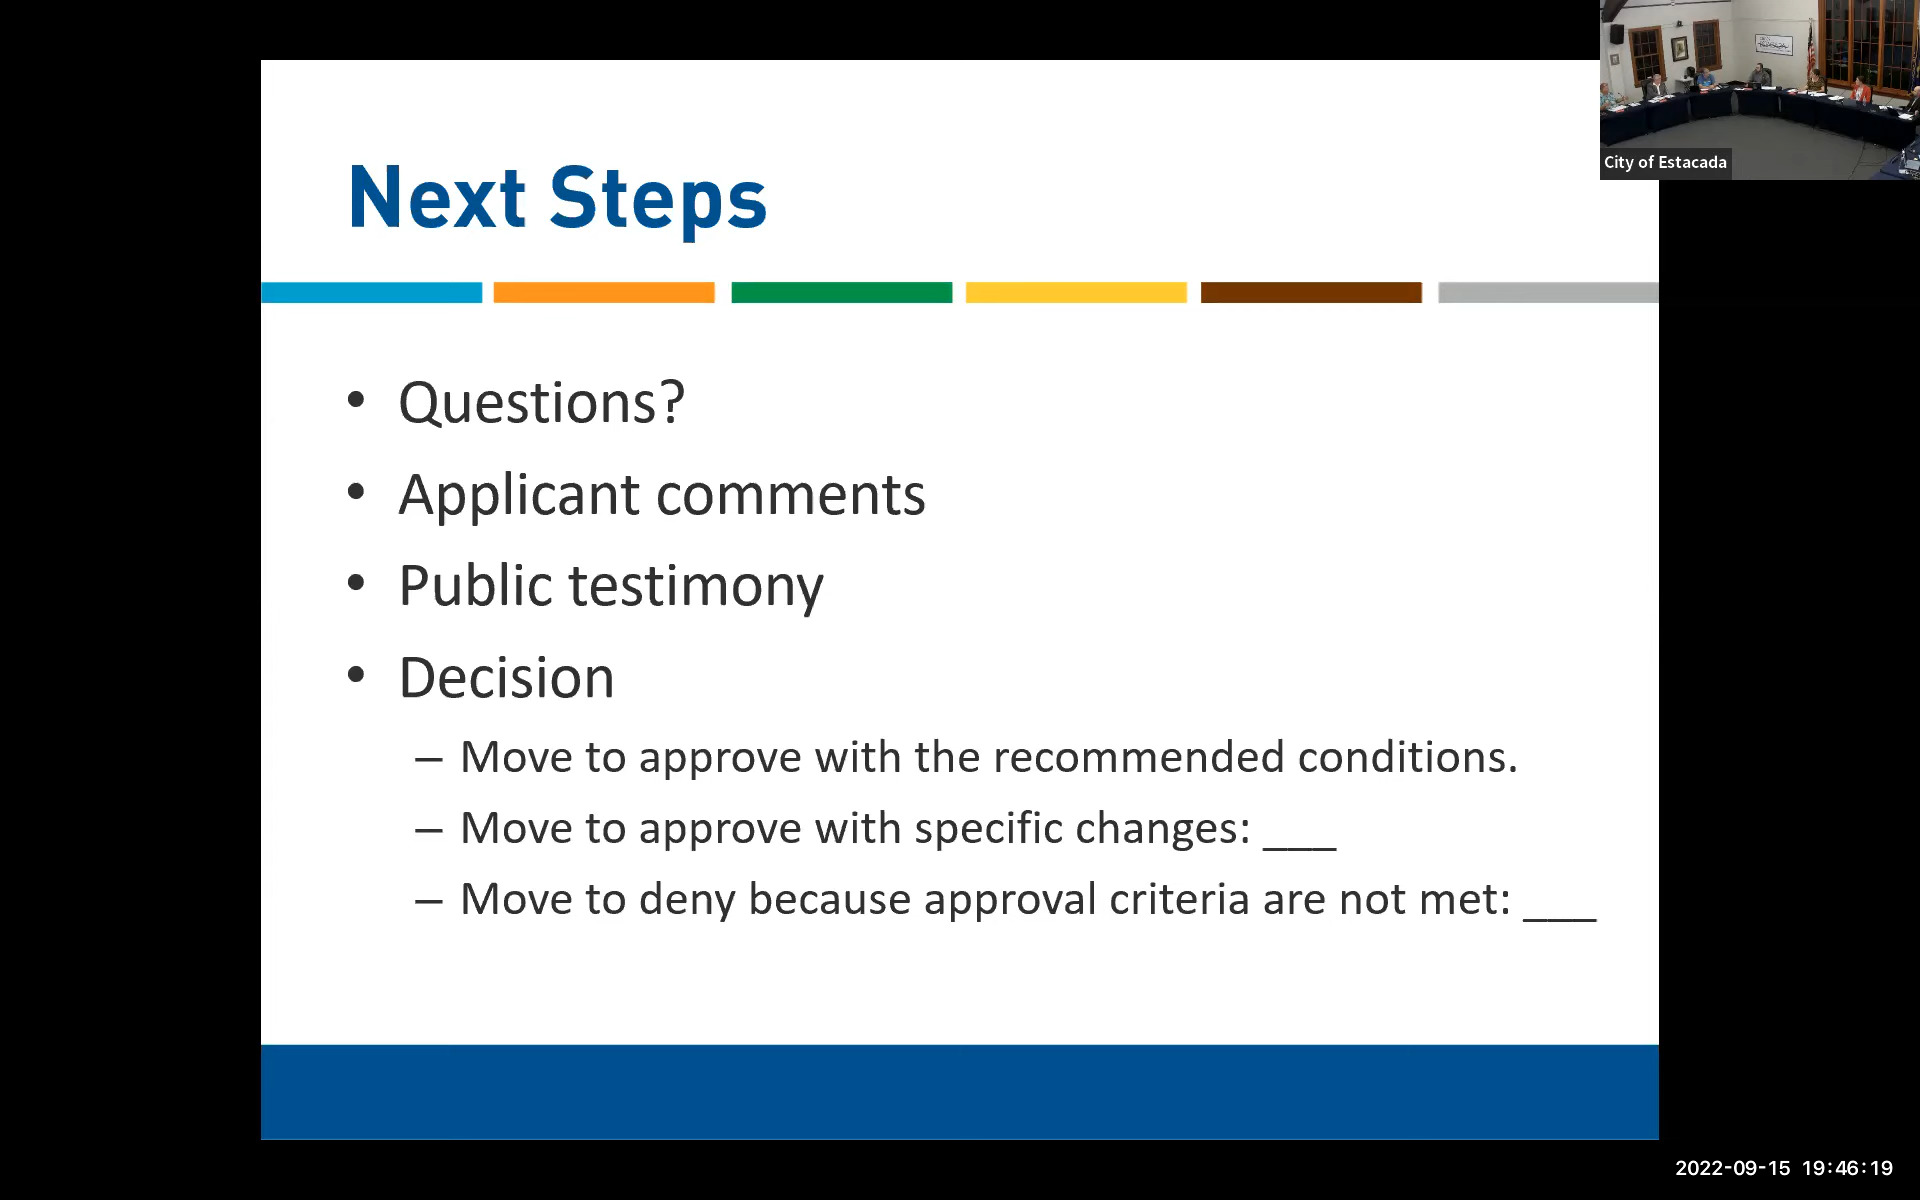 City of Estacada
Next Steps
• Questions?
• Applicant comments
• Public testimony
• Decision
– Move to approve with the recommended conditions.
– Move to approve with specific changes: ___
– Move to deny because approval criteria are not met: ___
2022-09-15 19:46:19